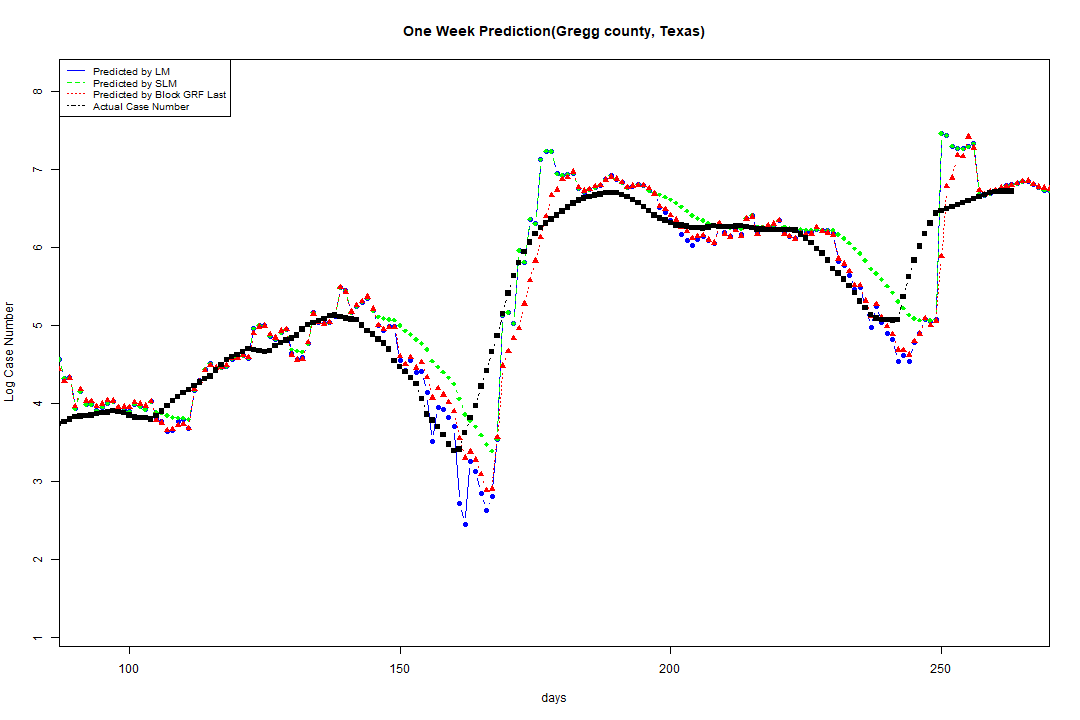 One Week Prediction(Gregg county, Texas)
Predicted by LM
Predicted by SLM
Predicted by Block GRF Last
Actual Case Number
8
7
6
5
4
3
2
1
Log Case Number
100 150 200 250
days